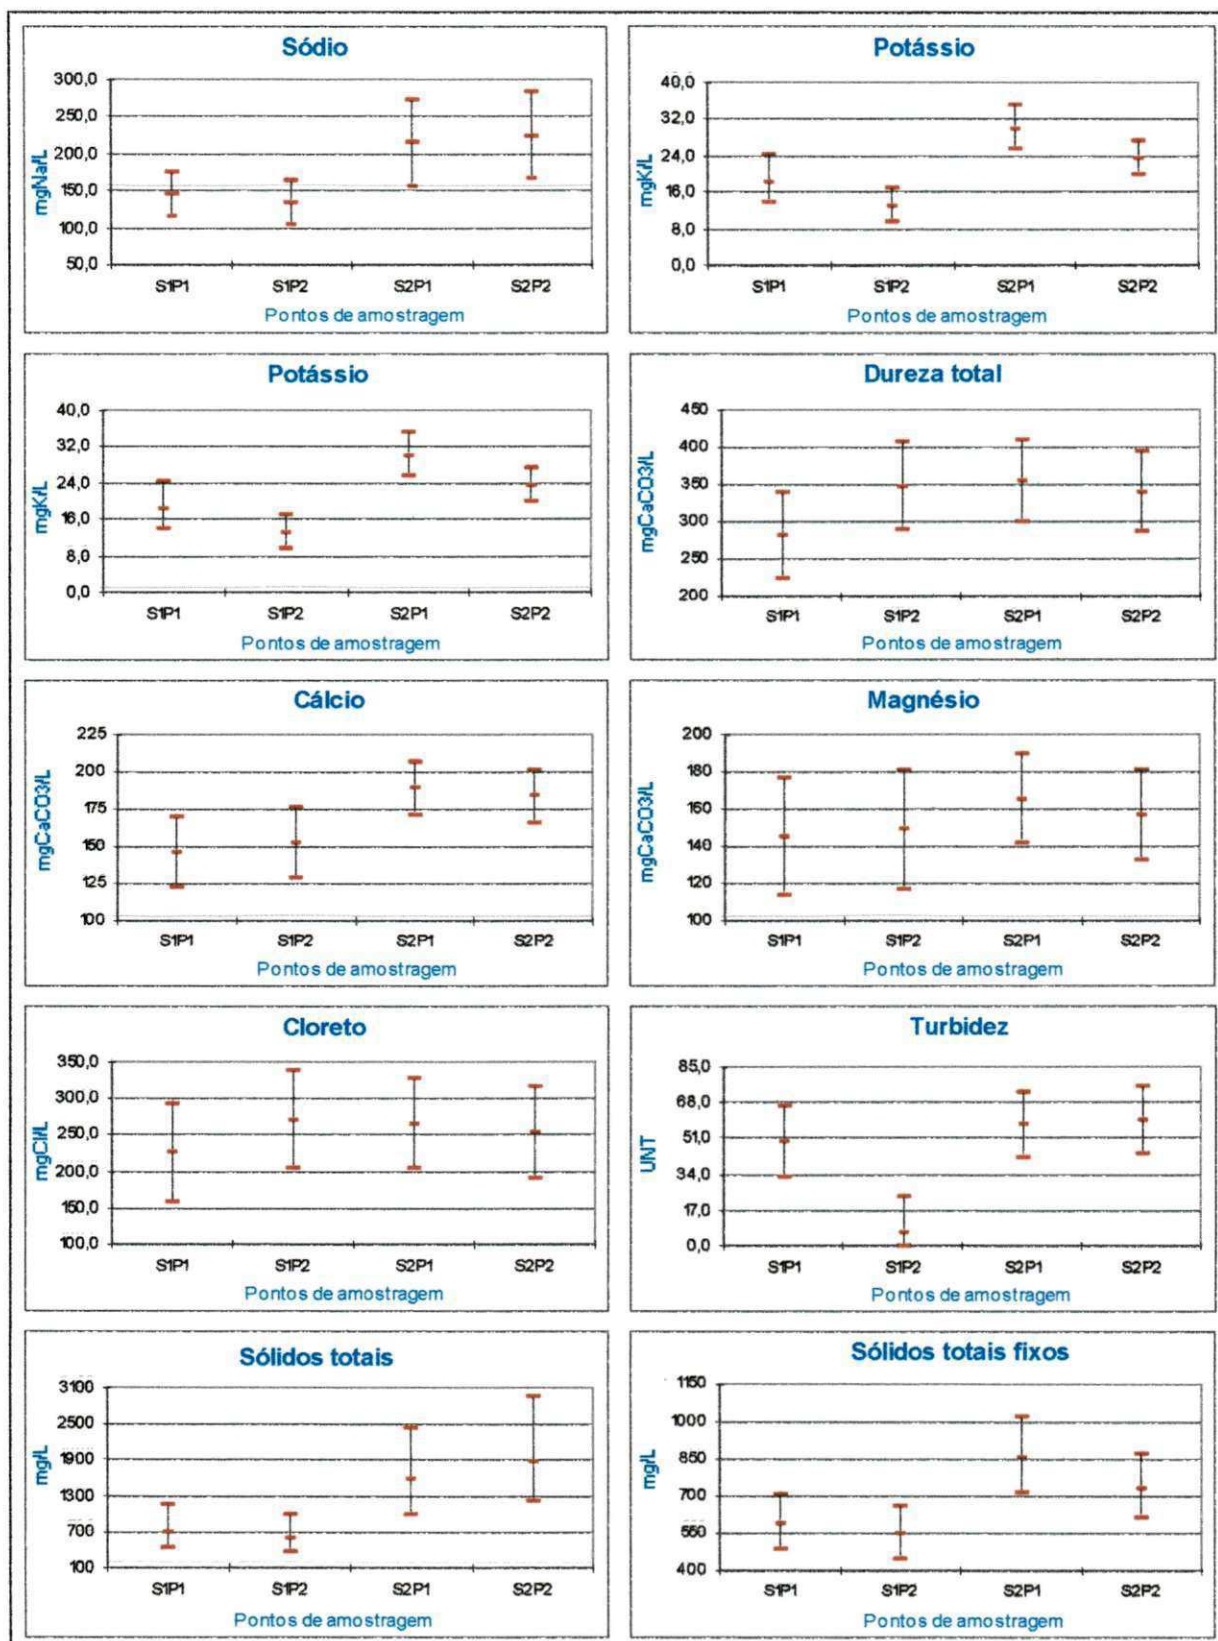 Sódio
300,0
250,0
200,0
150,0
100,0
50,0
mgNa/L
S1P1 S1P2 S2P1 S2P2
Pontos de amostragem
Potássio
40,0
32,0
24,0
16,0
8,0
0,0
mgK/L
S1P1 S1P2 S2P1 S2P2
Pontos de amostragem
Potássio
40,0
32,0
24,0
16,0
8,0
0,0
mgK/L
S1P1 S1P2 S2P1 S2P2
Pontos de amostragem
Dureza total
450
400
350
300
250
200
mgCaCO3/L
S1P1 S1P2 S2P1 S2P2
Pontos de amostragem
Cálcio
225
200
175
150
125
100
mgCaCO3/L
S1P1 S1P2 S2P1 S2P2
Pontos de amostragem
Magnésio
200
180
160
140
120
100
mgCaCO3/L
S1P1 S1P2 S2P1 S2P2
Pontos de amostragem
Cloreto
350,0
300,0
250,0
200,0
150,0
100,0
mgCl/L
S1P1 S1P2 S2P1 S2P2
Pontos de amostragem
Turbidez
85,0
68,0
51,0
34,0
17,0
0,0
UNT
S1P1 S1P2 S2P1 S2P2
Pontos de amostragem
Sólidos totais
3100
2500
1900
1300
700
100
mg/L
S1P1 S1P2 S2P1 S2P2
Pontos de amostragem
Sólidos totais fixos
1150
1000
850
700
550
400
mg/L
S1P1 S1P2 S2P1 S2P2
Pontos de amostragem